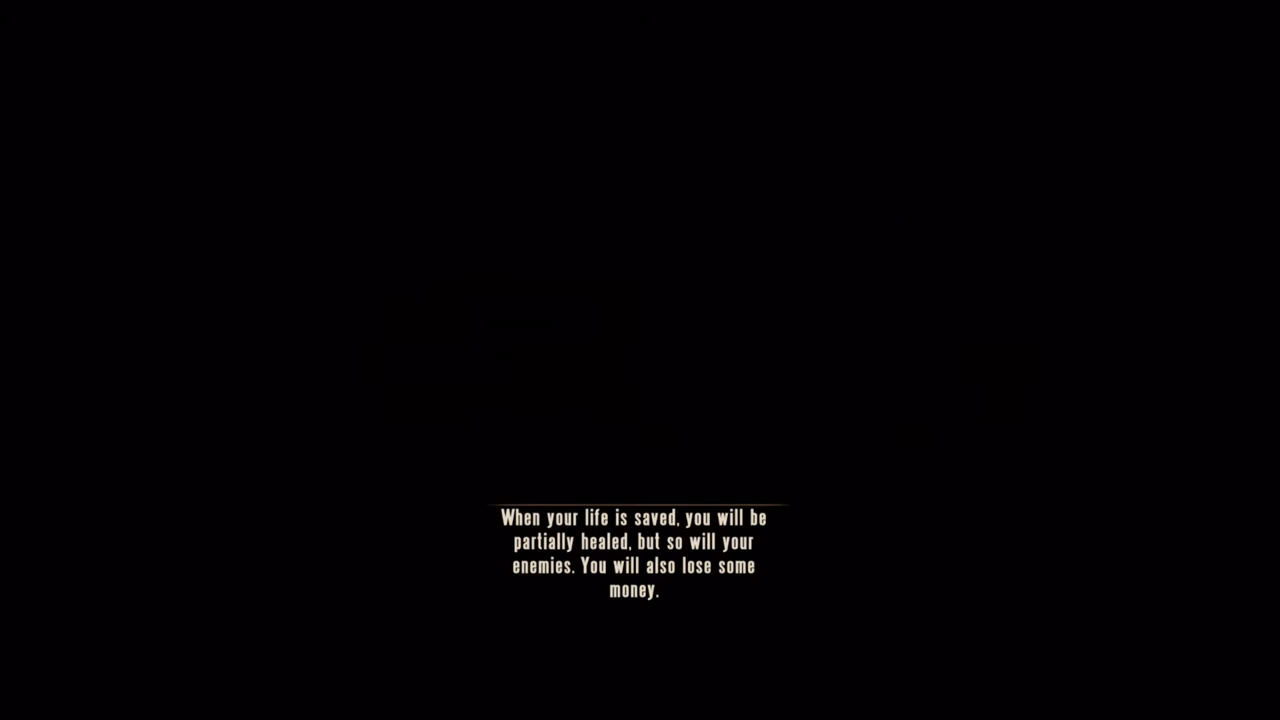 When your life is saved, you will be
partially healed, but so will your
enemies. You will also lose some
money.